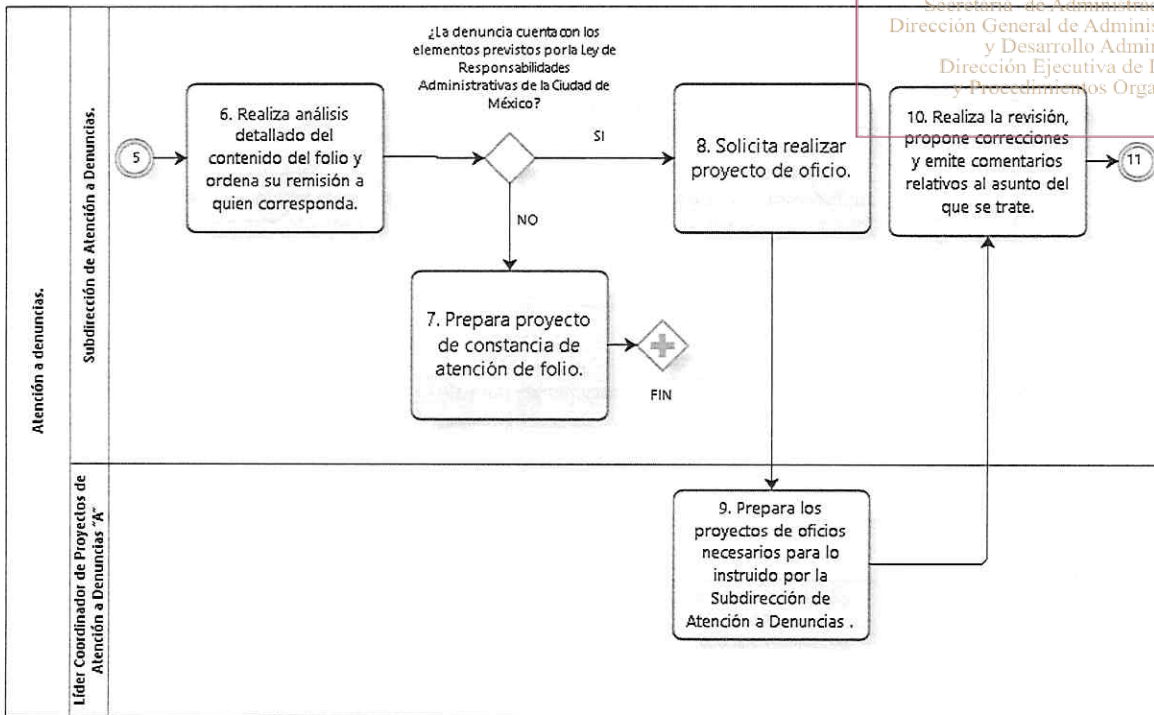 Secretaría de
Dirección General de
y Desarrollo
Dirección Ejecutiva de
y Procedimientos
Atención a denuncias.
Subdirección de Atención a Denuncias.
5
6. Realiza análisis
detallado del
contenido del folio y
ordena su remisión a
quien corresponda.
¿La denuncia cuenta con los
elementos previstos por la Ley de
Responsabilidades
Administrativas de la Ciudad de
México?
SI
NO
7. Prepara proyecto
de constancia de
atención de folio.
FIN
8. Solicita realizar
proyecto de oficio.
10. Realiza la revisión,
propone correcciones
y emite comentarios
relativos al asunto del
que se trate.
11
Líder Coordinador de Proyectos de
Atención a Denuncias "A"
9. Prepara los
proyectos de oficios
necesarios para lo
instruido por la
Subdirección de
Atención a Denuncias .